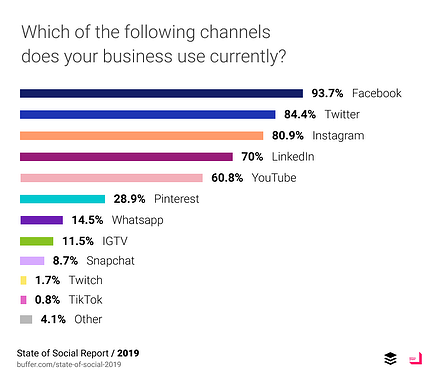 Which of the following channels
does your business use currently?
93.7% Facebook
84.4% Twitter
80.9% Instagram
70% LinkedIn
60.8% YouTube
28.9% Pinterest
14.5% Whatsapp
11.5% IGTV
8.7% Snapchat
1.7% Twitch
0.8% TikTok
4.1% Other
State of Social Report / 2019
buffer.com/state-of-social-2019